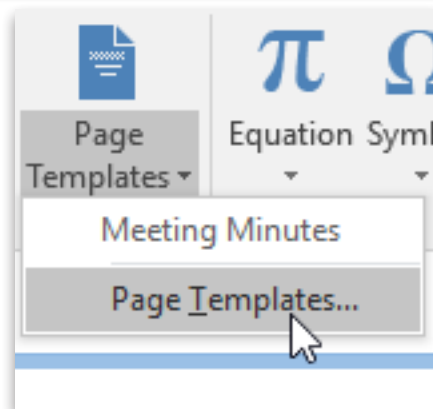 π Ω
Page Equation
Templates
Meeting Minutes
Page Templates...